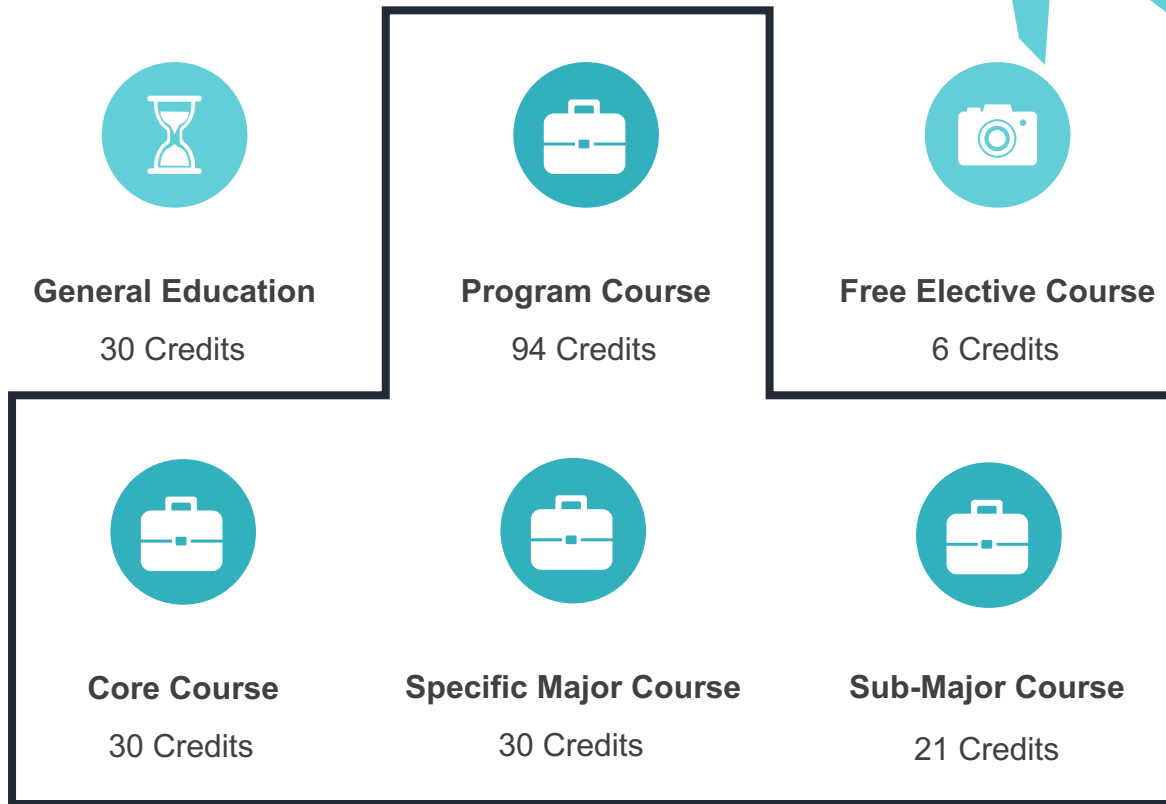 General Education
30 Credits
Program Course
94 Credits
Free Elective Course
6 Credits
Core Course
30 Credits
Specific Major Course
30 Credits
Sub-Major Course
21 Credits